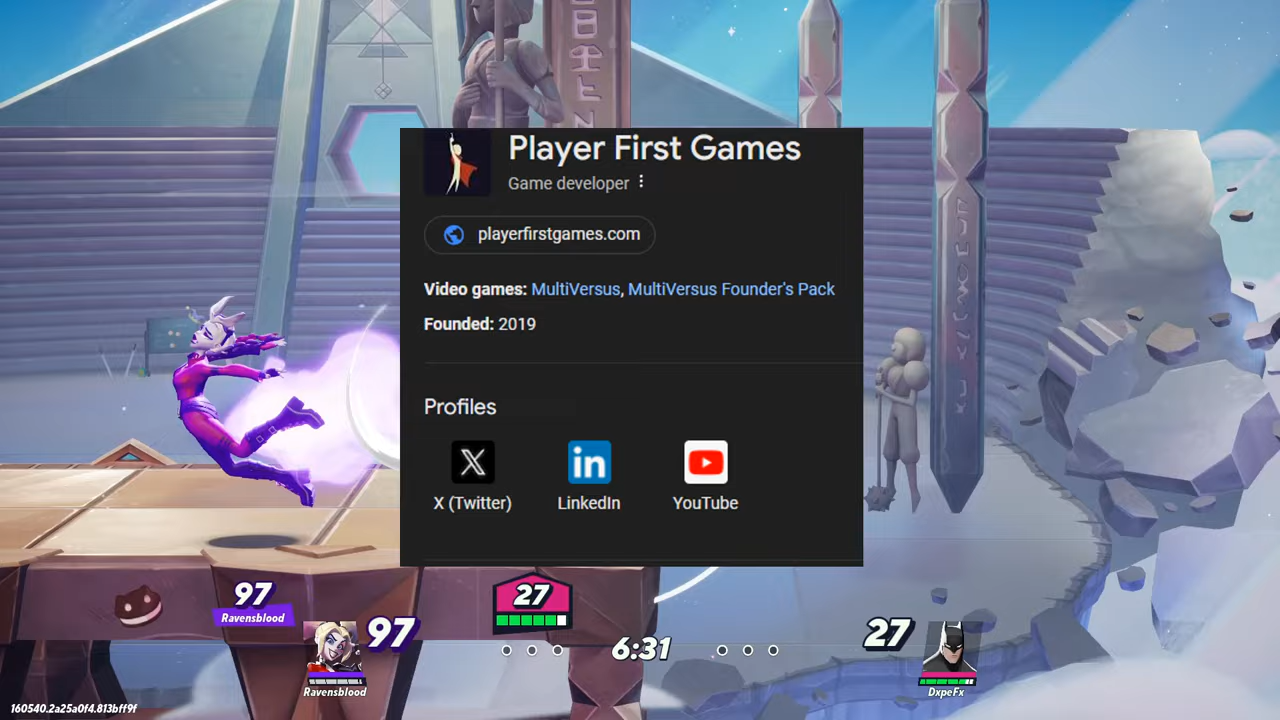 Player First Games
Game developer
playerfirstgames.com
Video games: MultiVersus, MultiVersus Founder's Pack
Founded: 2019
Profiles
X (Twitter) LinkedIn YouTube
97
Ravensblood
97
Ravensblood
27
6:31
27
DxpeFx
160540.2a25a0f4.813bff9f